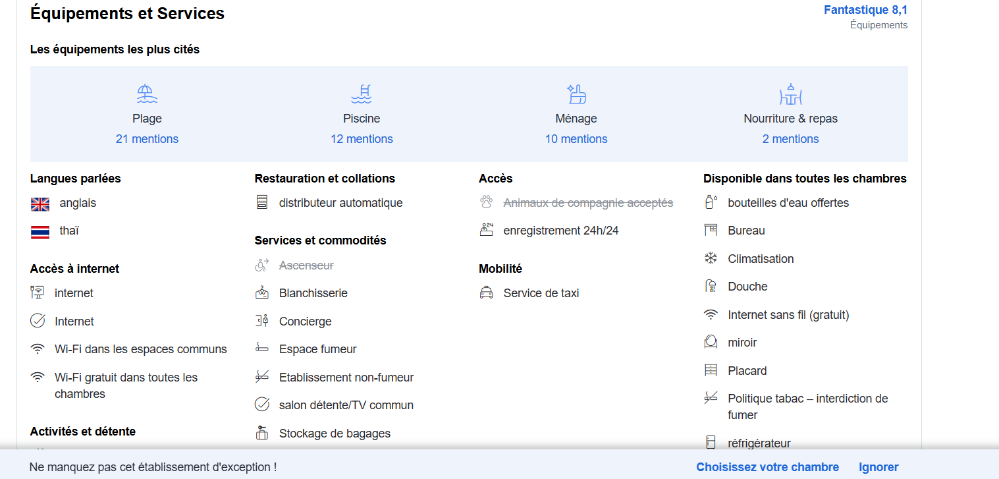 Équipements et Services
Fantastique 8,1
Équipements
Les équipements les plus cités
Plage
21 mentions
Piscine
12 mentions
Ménage
10 mentions
Nourriture & repas
2 mentions
Langues parlées
anglais
thaï
Accès à internet
internet
Internet
Wi-Fi dans les espaces communs
Wi-Fi gratuit dans toutes les
chambres
Activités et détente
Restauration et collations
distributeur automatique
Services et commodités
Ascenseur
Blanchisserie
Concierge
Espace fumeur
Etablissement non-fumeur
salon détente/TV commun
Stockage de bagages
Accès
Animaux de compagnie acceptés
24
enregistrement 24h/24
Mobilité
Service de taxi
Disponible dans toutes les chambres
bouteilles d'eau offertes
Bureau
Climatisation
Douche
Internet sans fil (gratuit)
miroir
Placard
Politique tabac – interdiction de
fumer
réfrigérateur
Ne manquez pas cet établissement d'exception !
Choisissez votre chambre
Ignorer